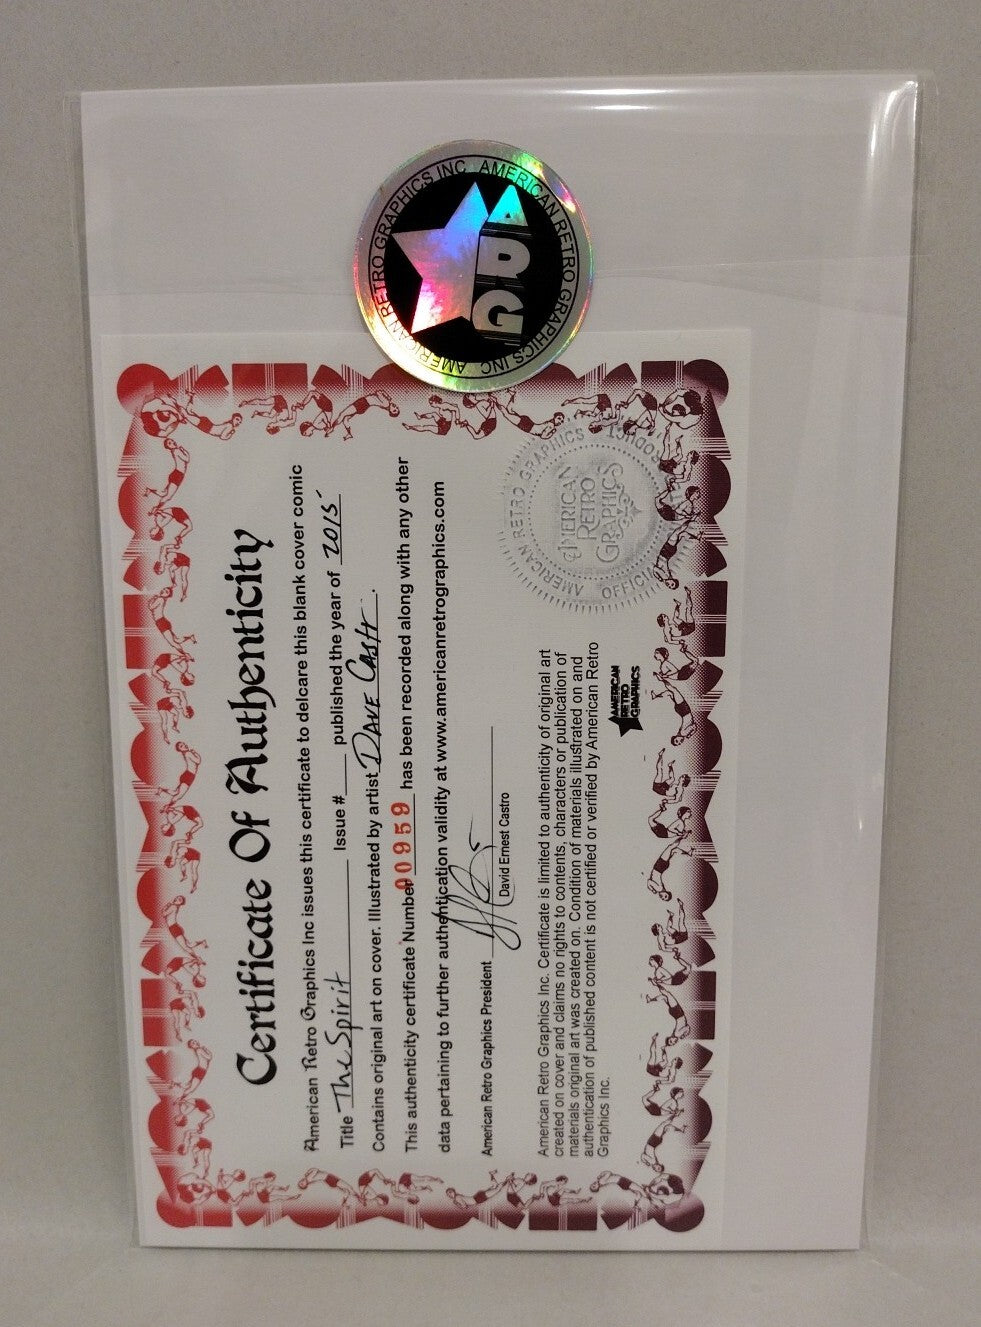 AMERICAN RETRO GRAPHICS INC. AMERICAN RETRO GRAPHICS INC.
ARG
Certificate Of Authenticity
American Retro Graphics Inc issues this certificate to delcare this blank cover comic
Title The Spirit Issue #____ published the year of 2015
Contains original art on cover. Illustrated by artist Dave Castr.
This authenticity certificate Number 00959 has been recorded along with any other
data pertaining to further authentication validity at www.americanretrographics.com
American Retro Graphics President
David Ernest Castro
American Retro Graphics Inc. Certificate is limited to authenticity of original art
created on cover and claims no rights to contents, characters or publication of
materials original art was created on. Condition of materials illustrated on and
authentication of published content is not certified or verified by American Retro
Graphics Inc.
AMERICAN
RETRO
GRAPHICS
AMERICAN RETRO GRAPHICS
AMERICAN
RETRO
GRAPHICS